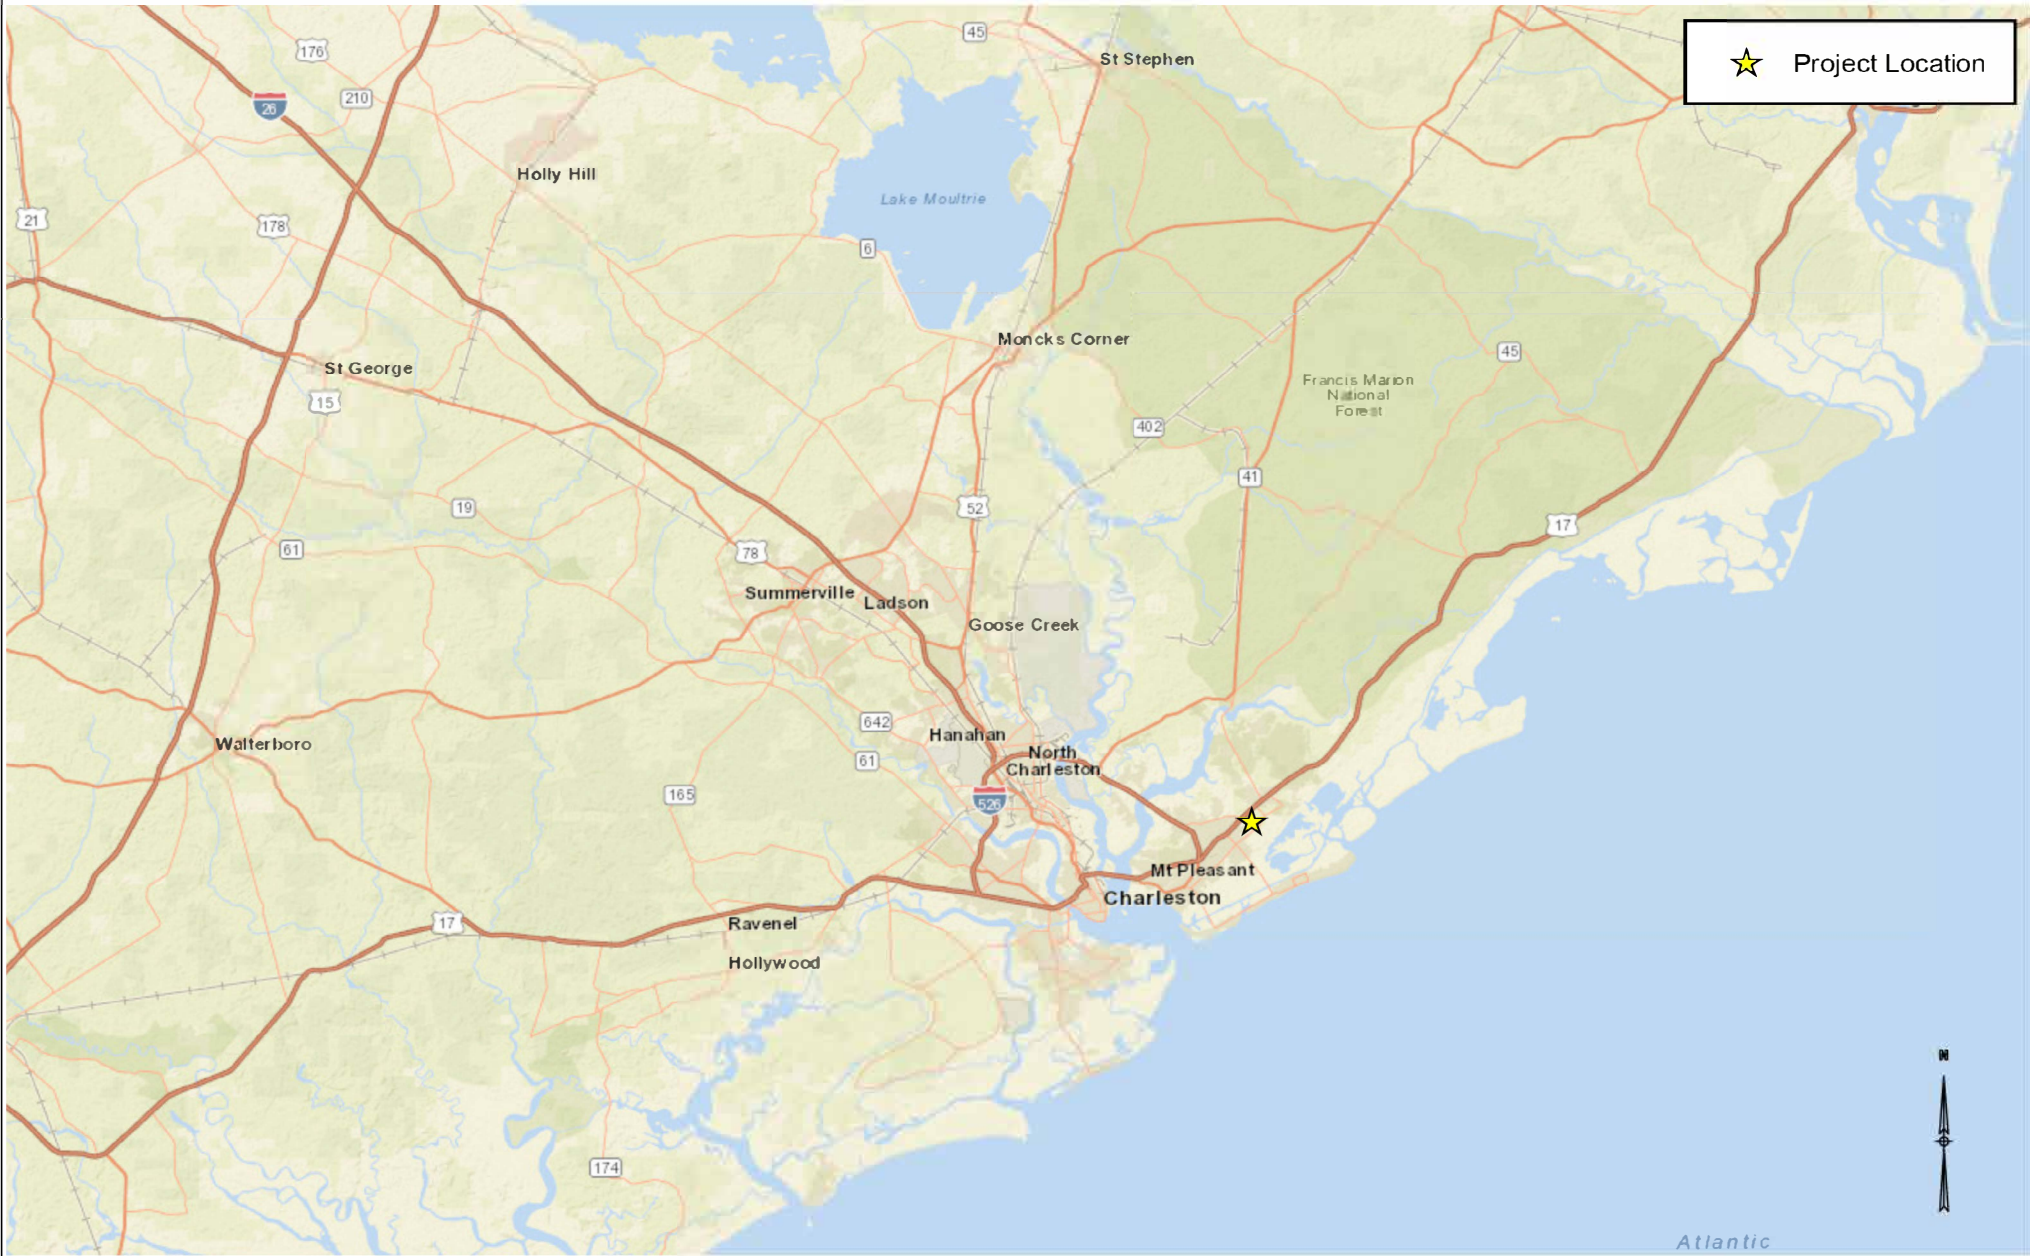 45
St Stephen
Project Location
176
210
26
Holly Hill
Lake Moultrie
21
178
6
Moncks Corner
45
St George
Francis Marion
National
Forest
15
402
41
19
52
17
61
78
Summerville
Ladson
Goose Creek
642
Hanahan
Walterboro
North
Charleston
61
165
526
Mt Pleasant
Charleston
17
Ravenel
Hollywood
N
174
Atlantic